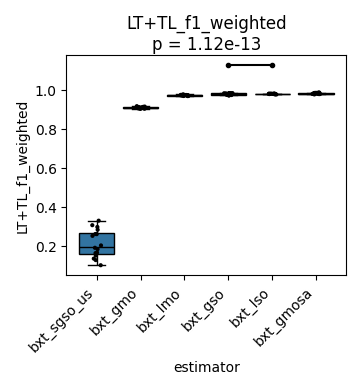 LT+TL_f1_weighted
p = 1.12e-13
LT+TL_f1_weighted
1.0
0.8
0.6
0.4
0.2
bxt_sgso_us
bxt_gmo
bxt_lmo
bxt_gso
bxt_lso
bxt_gmosa
estimator